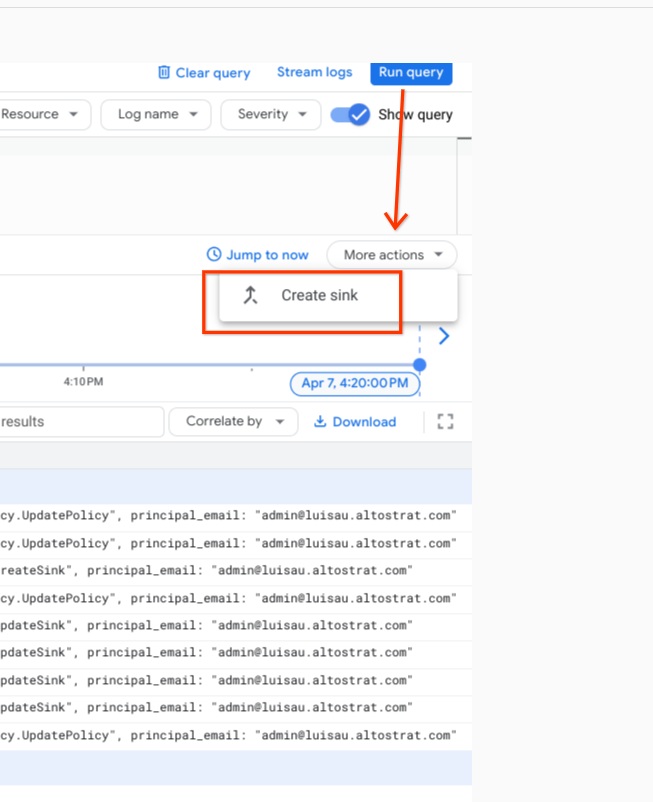 Clear query Stream logs Run query
Resource Log name Severity Show query
Jump to now More actions
Create sink
4:10 PM Apr 7, 4:20:00 PM
results Correlate by Download
cy.UpdatePolicy", principal_email: "admin@luisau.altostrat.com"
cy.UpdatePolicy", principal_email: "admin@luisau.altostrat.com"
reateSink", principal_email: "admin@luisau.altostrat.com"
cy.UpdatePolicy", principal_email: "admin@luisau.altostrat.com"
pdateSink", principal_email: "admin@luisau.altostrat.com"
pdateSink", principal_email: "admin@luisau.altostrat.com"
pdateSink", principal_email: "admin@luisau.altostrat.com"
pdateSink", principal_email: "admin@luisau.altostrat.com"
cy.UpdatePolicy", principal_email: "admin@luisau.altostrat.com"